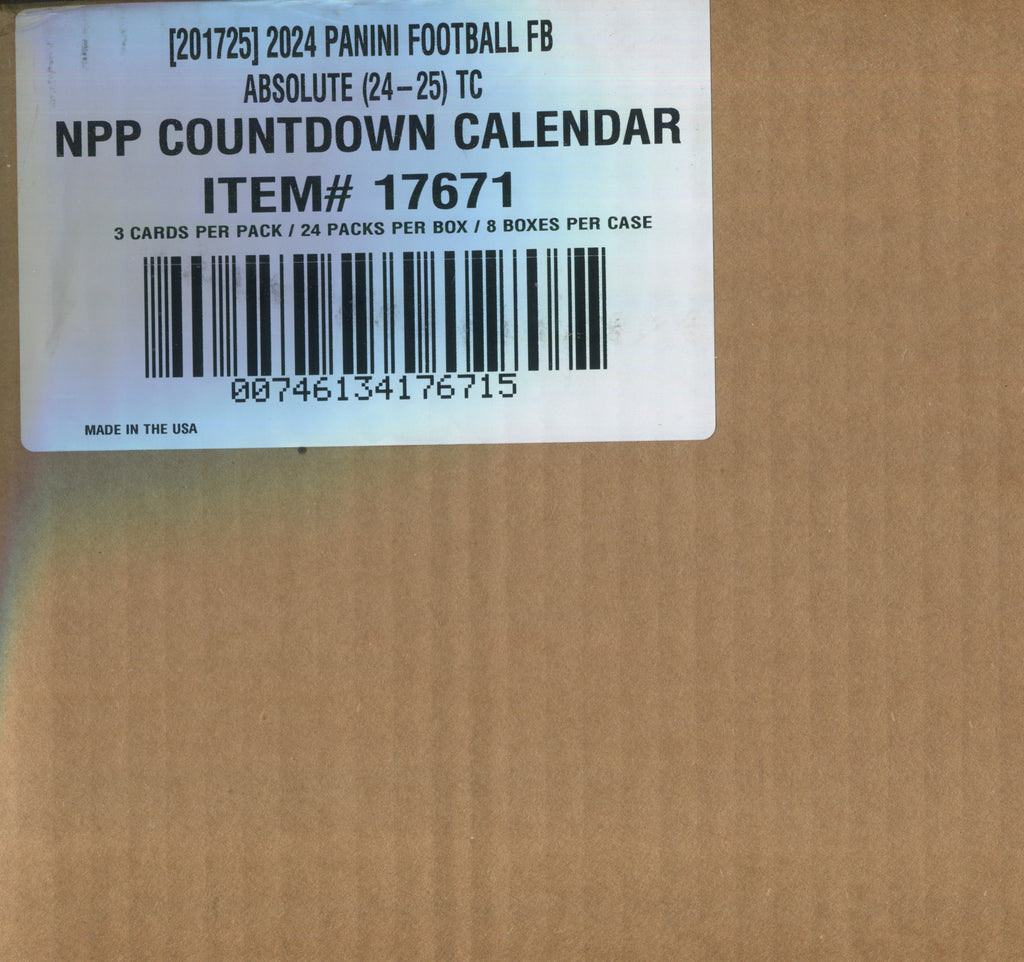 [201725] 2024 PANINI FOOTBALL FB
ABSOLUTE (24-25) TC
NPP COUNTDOWN CALENDAR
ITEM# 17671
3 CARDS PER PACK / 24 PACKS PER BOX / 8 BOXES PER CASE
00746134176715
MADE IN THE USA